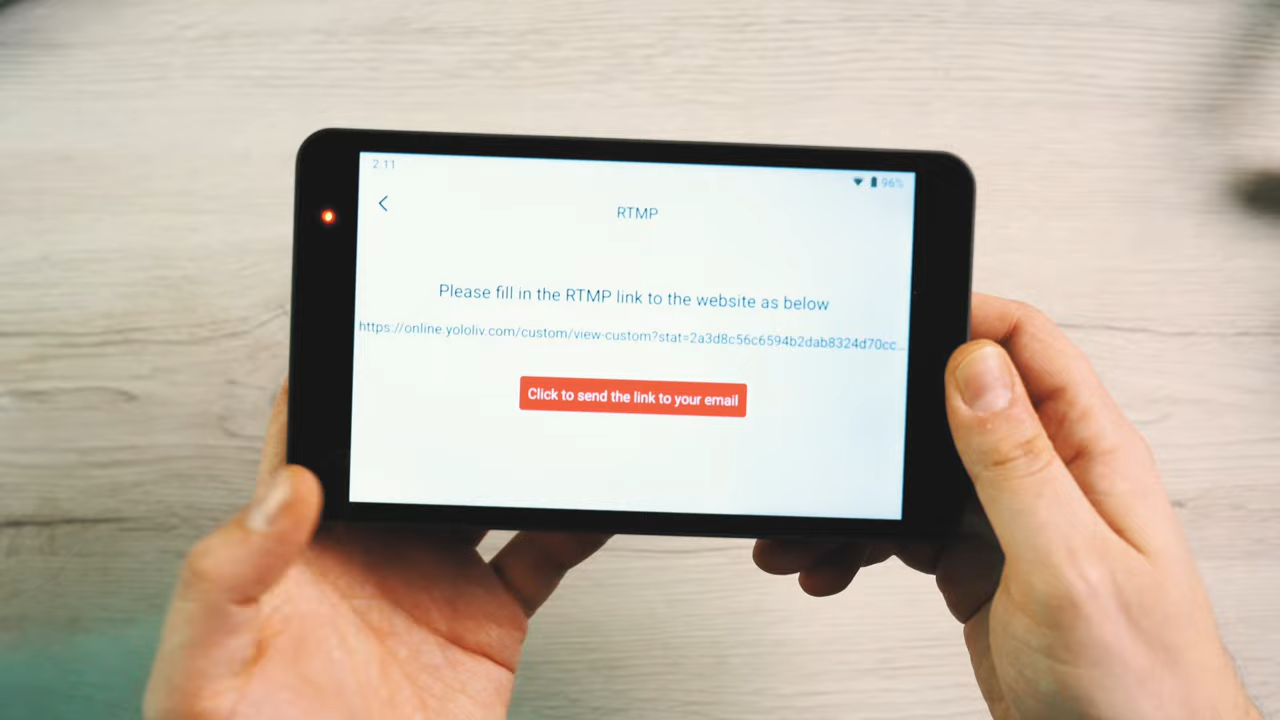 2:11
96%
RTMP
Please fill in the RTMP link to the website as below
https://online.yololiv.com/custom/view-custom?stat=2a3d8c56c6594b2dab8324d70cc...
Click to send the link to your email